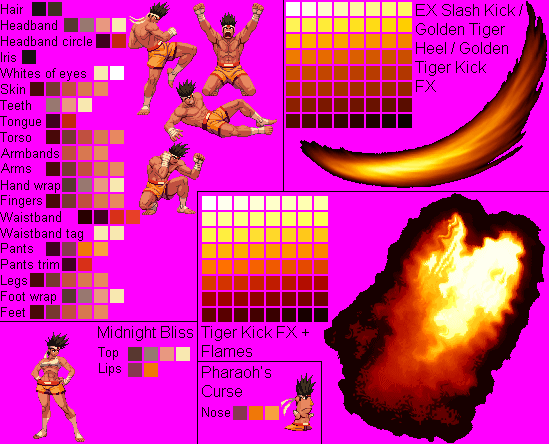 Hair
Headband
Headband circle
Iris
Whites of eyes
Skin
Teeth
Tongue
Torso
Armbands
Arms
Hand wrap
Fingers
Waistband
Waistband tag
Pants
Pants trim
Legs
Foot wrap
Feet
EX Slash Kick /
Golden Tiger
Heel / Golden
Tiger Kick
FX
Midnight Bliss
Top
Lips
Tiger Kick FX +
Flames
Pharaoh's
Curse
Nose